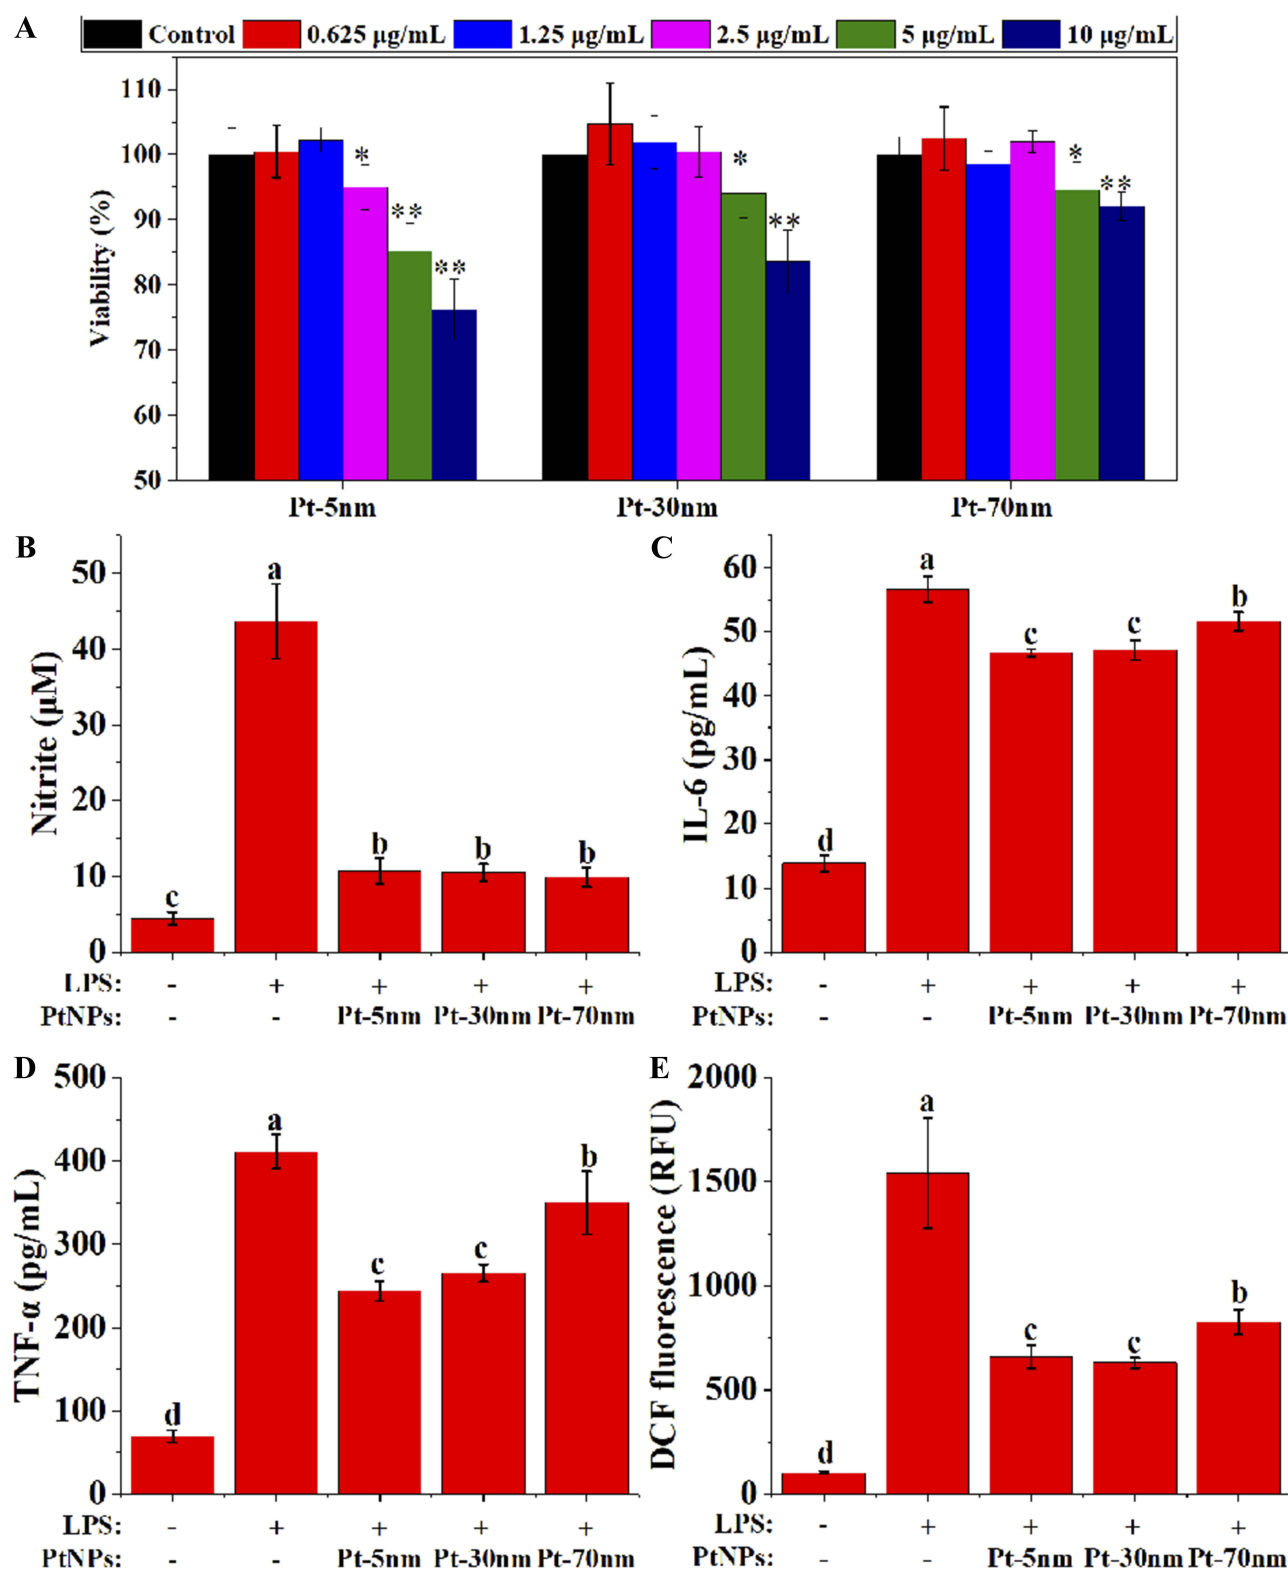 A
Control 0.625 μg/mL 1.25 μg/mL 2.5 μg/mL 5 μg/mL 10 μg/mL
110
100
90
80
70
60
50
Viability (%)
* ** ** * ** * **
Pt-5nm Pt-30nm Pt-70nm
B
50
40
30
20
10
0
Nitrite (μM)
c a b b b
LPS: - + + + +
PtNPs: - - Pt-5nm Pt-30nm Pt-70nm
C
60
50
40
30
20
10
0
IL-6 (pg/mL)
d a c c b
LPS: - + + + +
PtNPs: - - Pt-5nm Pt-30nm Pt-70nm
D
500
400
300
200
100
0
TNF-α (pg/mL)
d a c c b
LPS: - + + + +
PtNPs: - - Pt-5nm Pt-30nm Pt-70nm
E
2000
1500
1000
500
0
DCF fluorescence (RFU)
d a c c b
LPS: - + + + +
PtNPs: - - Pt-5nm Pt-30nm Pt-70nm